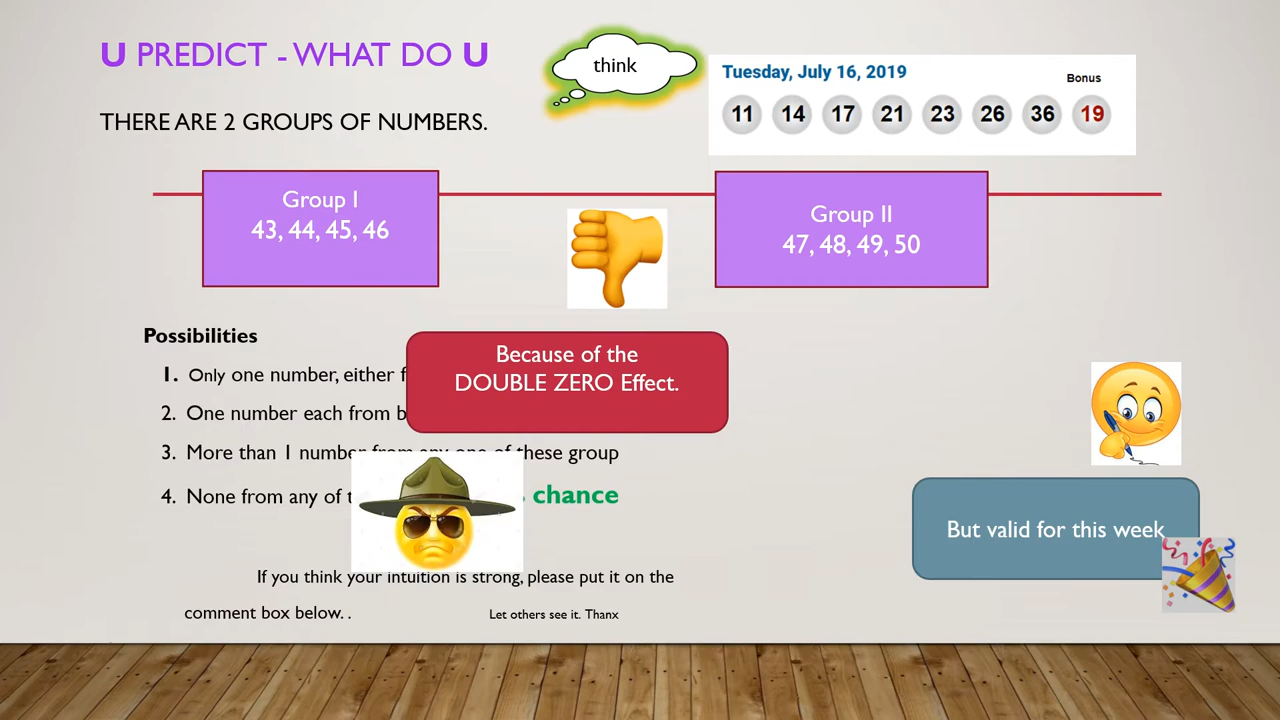 U PREDICT - WHAT DO U
think
Tuesday, July 16, 2019
Bonus
11 14 17 21 23 26 36 19
THERE ARE 2 GROUPS OF NUMBERS.
Group I
43, 44, 45, 46
Group II
47, 48, 49, 50
Possibilities
1. Only one number, either
Because of the
DOUBLE ZERO Effect.
2. One number each from
3. More than 1 number from any one of these group
4. None from any of chance
But valid for this week
If you think your intuition is strong, please put it on the
comment box below. .
Let others see it. Thanx